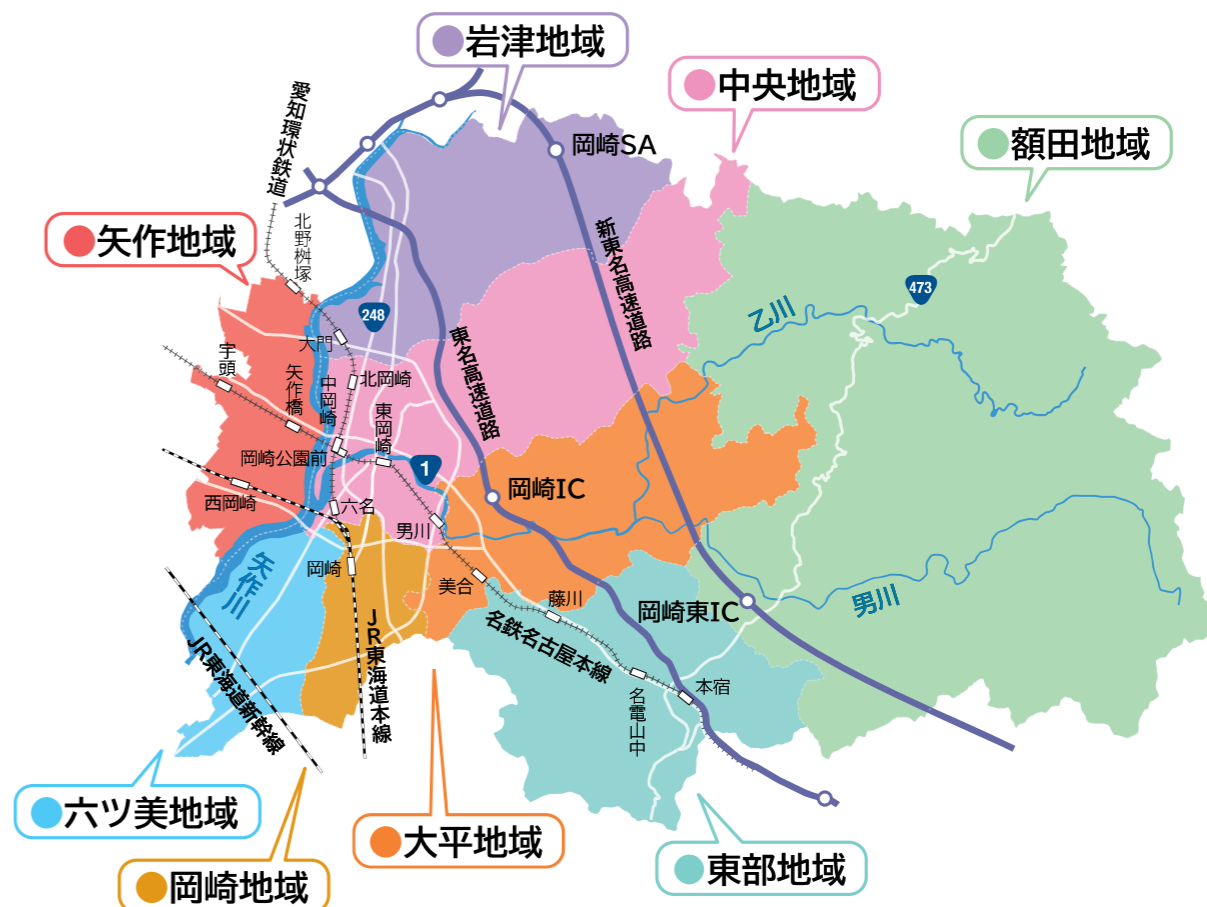 岩津地域
中央地域
額田地域
愛知環状鉄道
岡崎SA
矢作地域
北野桝塚
新東名高速道路
473
乙川
248
大門
東名高速道路
宇頭
矢作橋
中岡崎
北岡崎
東岡崎
岡崎公園前
1
岡崎IC
西岡崎
六名
男川
矢作川
岡崎
美合
藤川
岡崎東IC
男川
JR東海道本線
名鉄名古屋本線
JR東海道新幹線
名電山中
本宿
六ツ美地域
大平地域
東部地域
岡崎地域